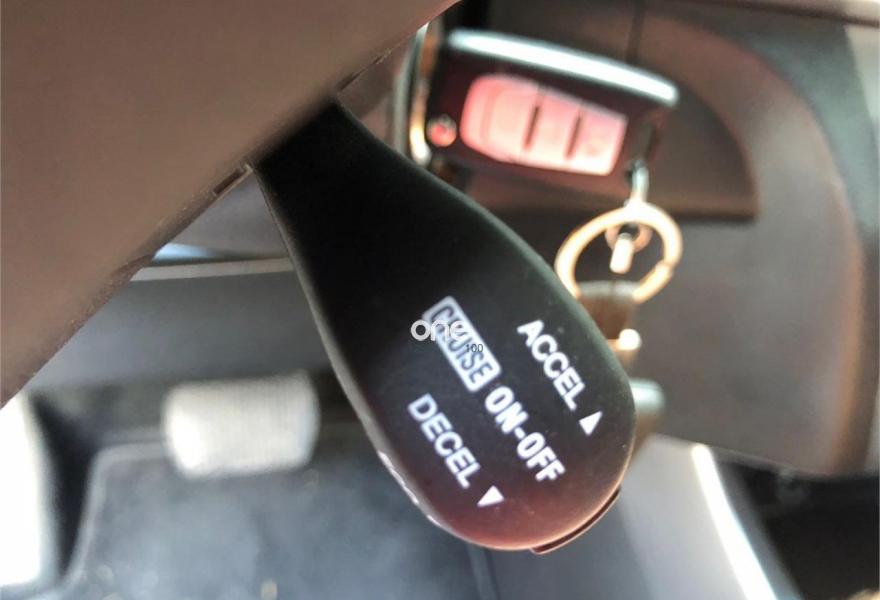 ACCEL ▲
CRUISE ON-OFF
DECEL ▼
one
100